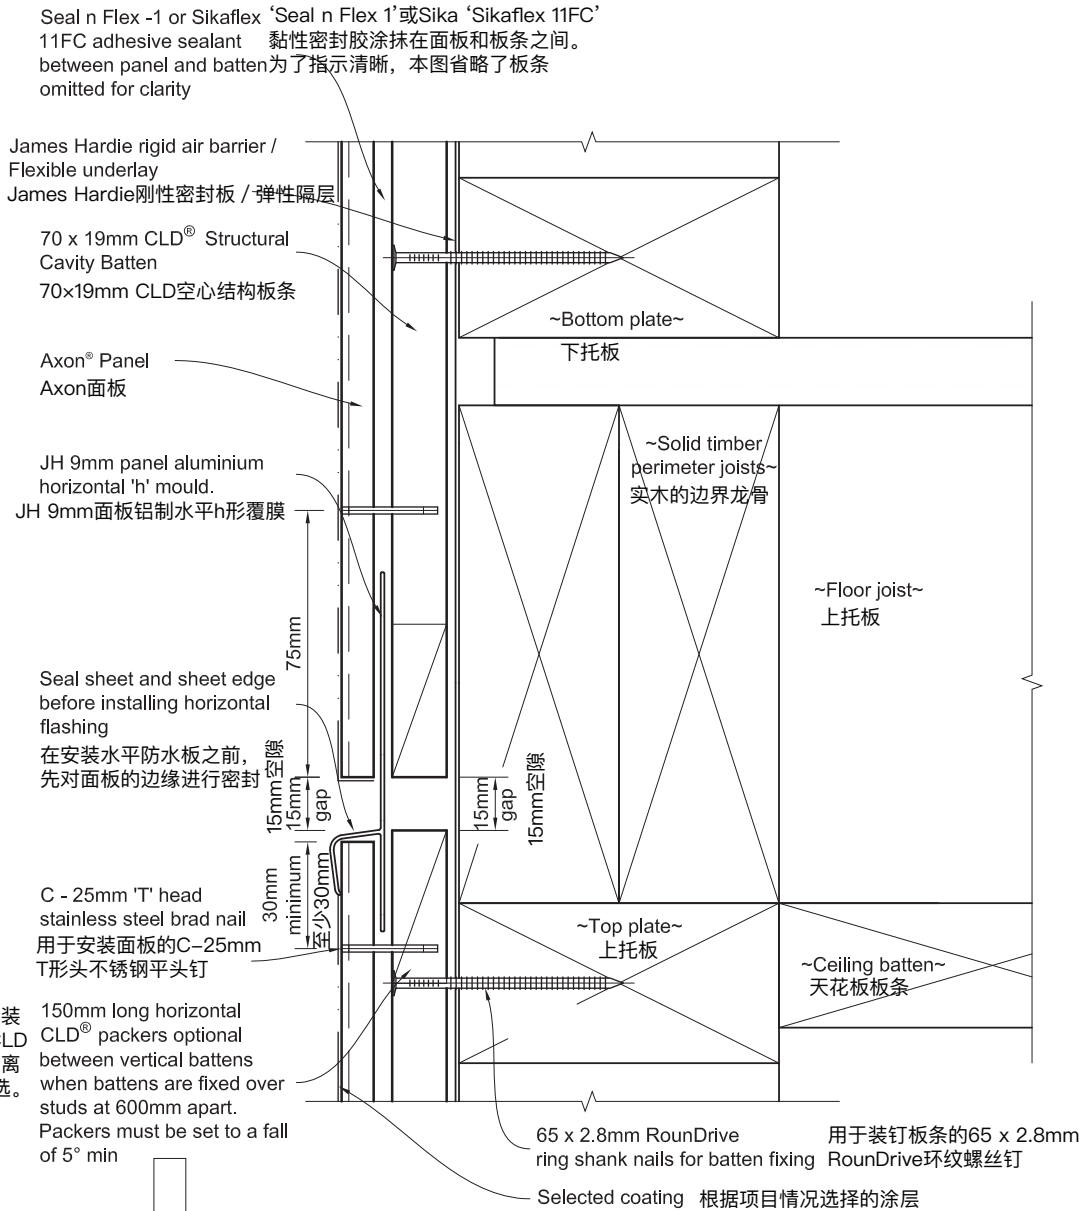 Seal n Flex -1 or Sikaflex
11FC adhesive sealant
between panel and batten
omitted for clarity
‘Seal n Flex 1’或Sika ‘Sikaflex 11FC’
黏性密封胶涂抹在面板和板条之间。
为了指示清晰，本图省略了板条
James Hardie rigid air barrier /
Flexible underlay
James Hardie刚性密封板 / 弹性隔层
70 x 19mm CLD® Structural
Cavity Batten
70×19mm CLD空心结构板条
~Bottom plate~
下托板
Axon® Panel
Axon面板
~Solid timber
perimeter joists~
实木的边界龙骨
JH 9mm panel aluminium
horizontal 'h' mould.
JH 9mm面板铝制水平h形覆膜
~Floor joist~
上托板
75mm
Seal sheet and sheet edge
before installing horizontal
flashing
在安装水平防水板之前，
先对面板的边缘进行密封
15mm空隙
15mm
gap
15mm
gap
15mm空隙
30mm
minimum
至少30mm
C - 25mm 'T' head
stainless steel brad nail
用于安装面板的C–25mm
T形头不锈钢平头钉
~Top plate~
上托板
~Ceiling batten~
天花板板条
装
CLD
离
选。
150mm long horizontal
CLD® packers optional
between vertical battens
when battens are fixed over
studs at 600mm apart.
Packers must be set to a fall
of 5° min
65 x 2.8mm RounDrive
ring shank nails for batten fixing
用于装钉板条的65 x 2.8mm
RounDrive环纹螺丝钉
Selected coating 根据项目情况选择的涂层